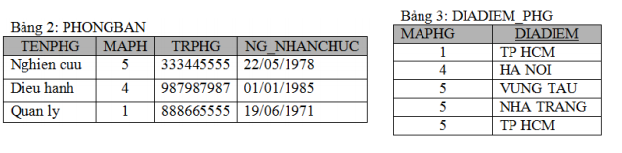 Bảng 2: PHONGBAN
TENPHG MAPH TRPHG NG_NHANCHUC
Nghien cuu 5 333445555 22/05/1978
Dieu hanh 4 987987987 01/01/1985
Quan ly 1 888665555 19/06/1971
Bảng 3: DIADIEM_PHG
MAPHG DIADIEM
1 TP HCM
4 HA NOI
5 VUNG TAU
5 NHA TRANG
5 TP HCM